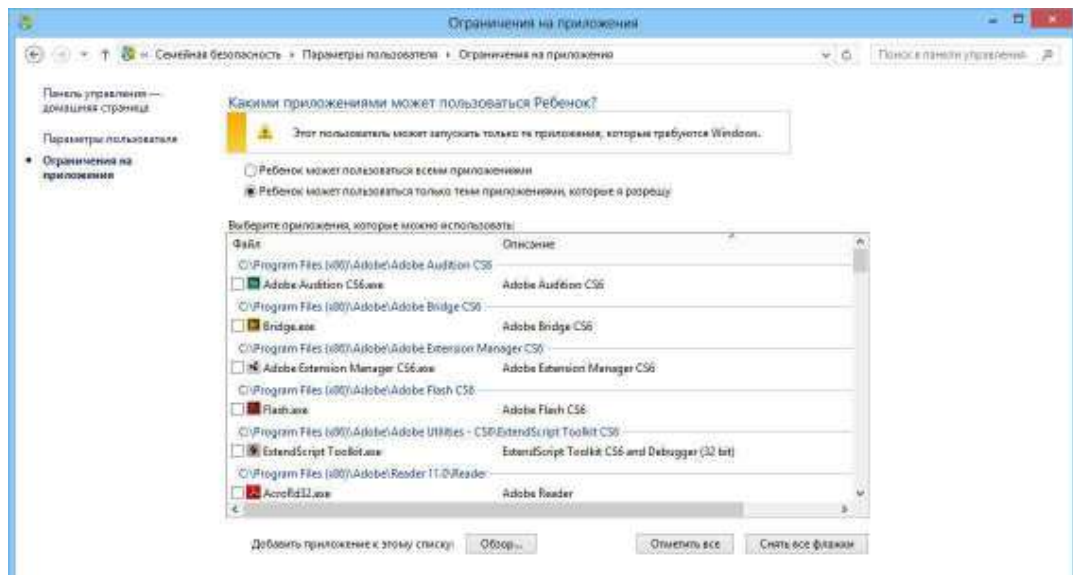 Ограничения на приложения
« Семейная безопасность › Параметры пользователя › Ограничения на приложения
Поиск в панели управления
Панель управления —
домашняя страница
Параметры пользователя
• Ограничения на
приложения
Какими приложениями может пользоваться Ребенок?
Этот пользователь может запускать только те приложения, которые требуются Windows.
Ребенок может пользоваться всеми приложениями
Ребенок может пользоваться только теми приложениями, которые я разрешу
Выберите приложения, которые можно использовать:
Файл Описание
C:\Program Files (x86)\Adobe\Adobe Audition CS6
Adobe Audition CS6.exe Adobe Audition CS6
C:\Program Files (x86)\Adobe\Adobe Bridge CS6
Bridge.exe Adobe Bridge CS6
C:\Program Files (x86)\Adobe\Adobe Extension Manager CS6
Adobe Extension Manager CS6.exe Adobe Extension Manager CS6
C:\Program Files (x86)\Adobe\Adobe Flash CS6
Flash.exe Adobe Flash CS6
C:\Program Files (x86)\Adobe\Adobe Utilities - CS6\ExtendScript Toolkit CS6
ExtendScript Toolkit.exe ExtendScript Toolkit CS6 and Debugger (32 bit)
C:\Program Files (x86)\Adobe\Reader 11.0\Reader
AcroRd32.exe Adobe Reader
Добавить приложение к этому списку: Обзор... Отметить все Снять все флажки